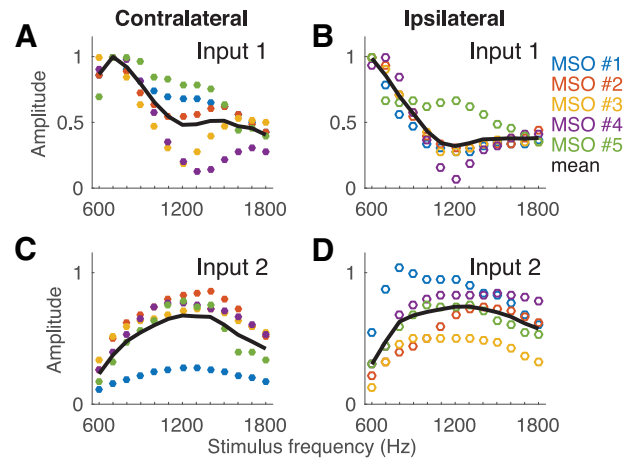 Contralateral
Ipsilateral
A
Input 1
Amplitude
1
0.5
0
600
1200
1800
B
Input 1
1
0.5
0
600
1200
1800
MSO #1
MSO #2
MSO #3
MSO #4
MSO #5
mean
C
Input 2
Amplitude
1
0
600
1200
1800
D
Input 2
1
0
600
1200
1800
Stimulus frequency (Hz)